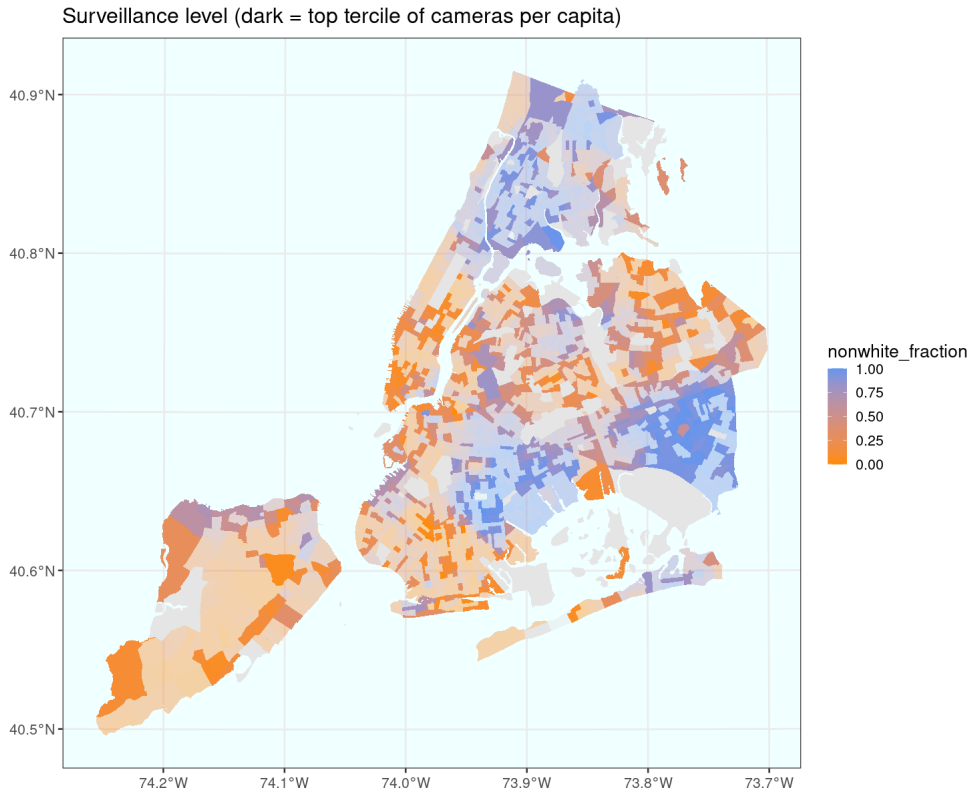 Surveillance level (dark = top tercile of cameras per capita)
40.9°N
40.8°N
40.7°N
40.6°N
40.5°N
74.2°W
74.1°W
74.0°W
73.9°W
73.8°W
73.7°W
nonwhite_fraction
1.00
0.75
0.50
0.25
0.00